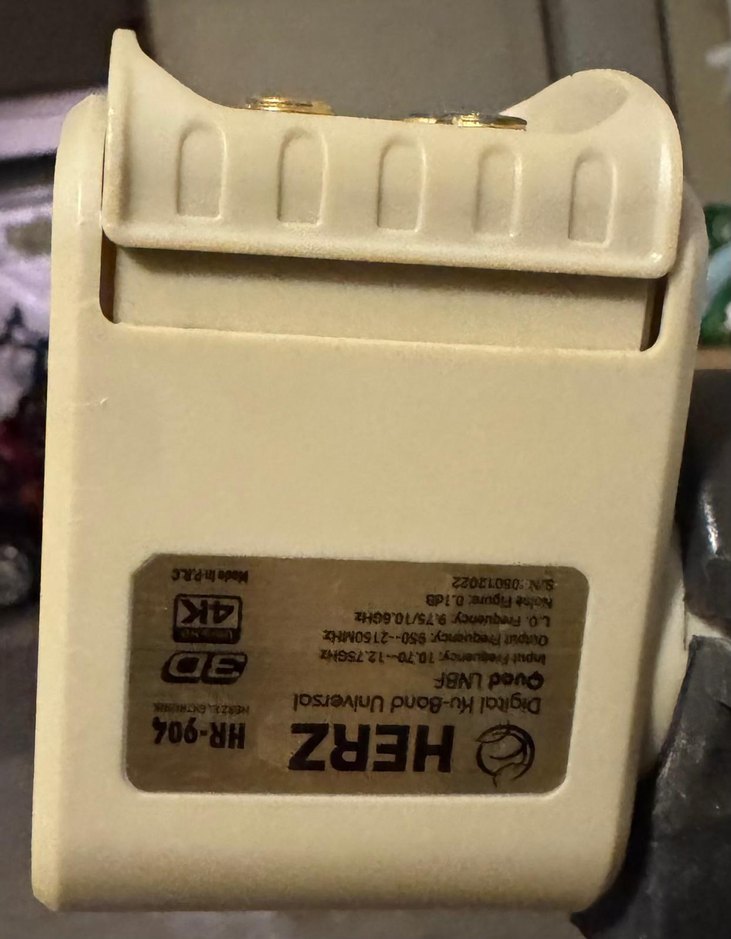 HERZ
HR-904
Digital Ku-Band Universal
Quad LNBF
Input Frequency: 10.70~12.75GHz
Output Frequency: 950~2150MHz
L.O. Frequency: 9.75/10.6GHz
Noise Figure: 0.1dB
S/N: 05013022
3D
4K
Made in P.R.C